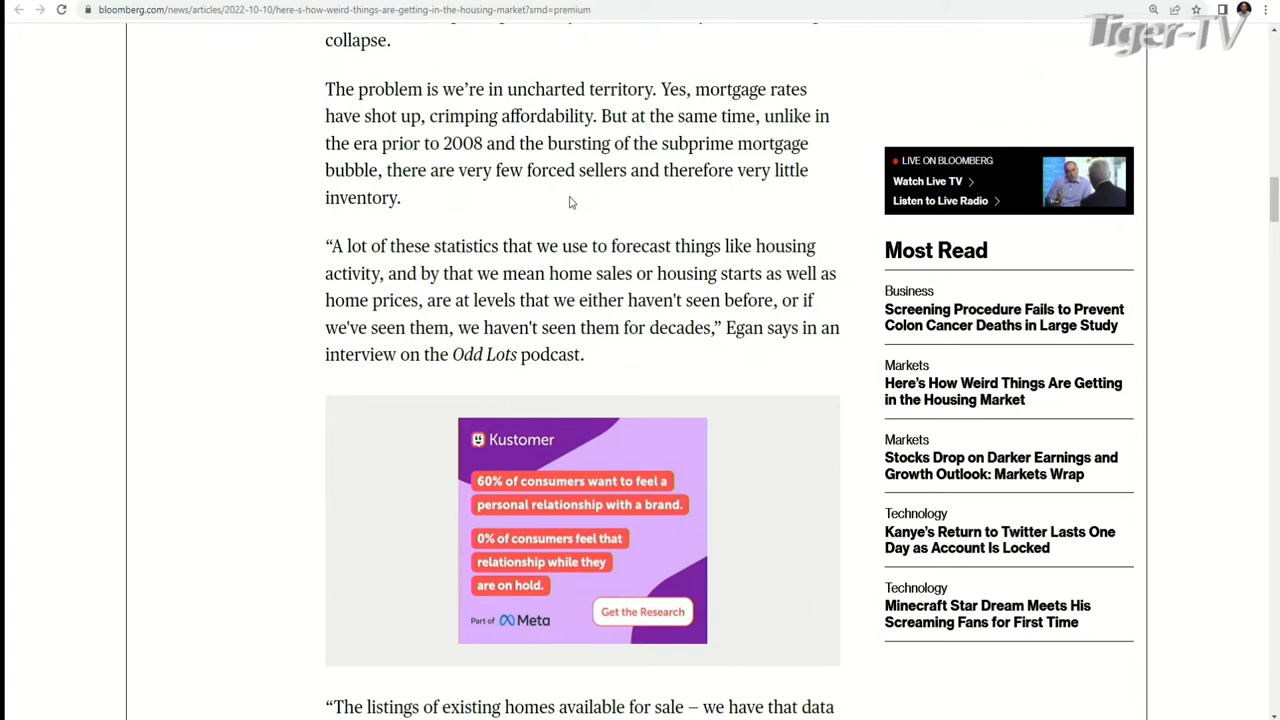 bloomberg.com/news/articles/2022-10-10/here-s-how-weird-things-are-getting-in-the-housing-market?srnd=premium
Tiger-TV
collapse.
The problem is we’re in uncharted territory. Yes, mortgage rates
have shot up, crimping affordability. But at the same time, unlike in
the era prior to 2008 and the bursting of the subprime mortgage
bubble, there are very few forced sellers and therefore very little
inventory.
“A lot of these statistics that we use to forecast things like housing
activity, and by that we mean home sales or housing starts as well as
home prices, are at levels that we either haven't seen before, or if
we've seen them, we haven't seen them for decades,” Egan says in an
interview on the Odd Lots podcast.
Kustomer
60% of consumers want to feel a
personal relationship with a brand.
0% of consumers feel that
relationship while they
are on hold.
Part of Meta
Get the Research
“The listings of existing homes available for sale – we have that data
LIVE ON BLOOMBERG
Watch Live TV
Listen to Live Radio
Most Read
Business
Screening Procedure Fails to Prevent
Colon Cancer Deaths in Large Study
Markets
Here’s How Weird Things Are Getting
in the Housing Market
Markets
Stocks Drop on Darker Earnings and
Growth Outlook: Markets Wrap
Technology
Kanye’s Return to Twitter Lasts One
Day as Account Is Locked
Technology
Minecraft Star Dream Meets His
Screaming Fans for First Time